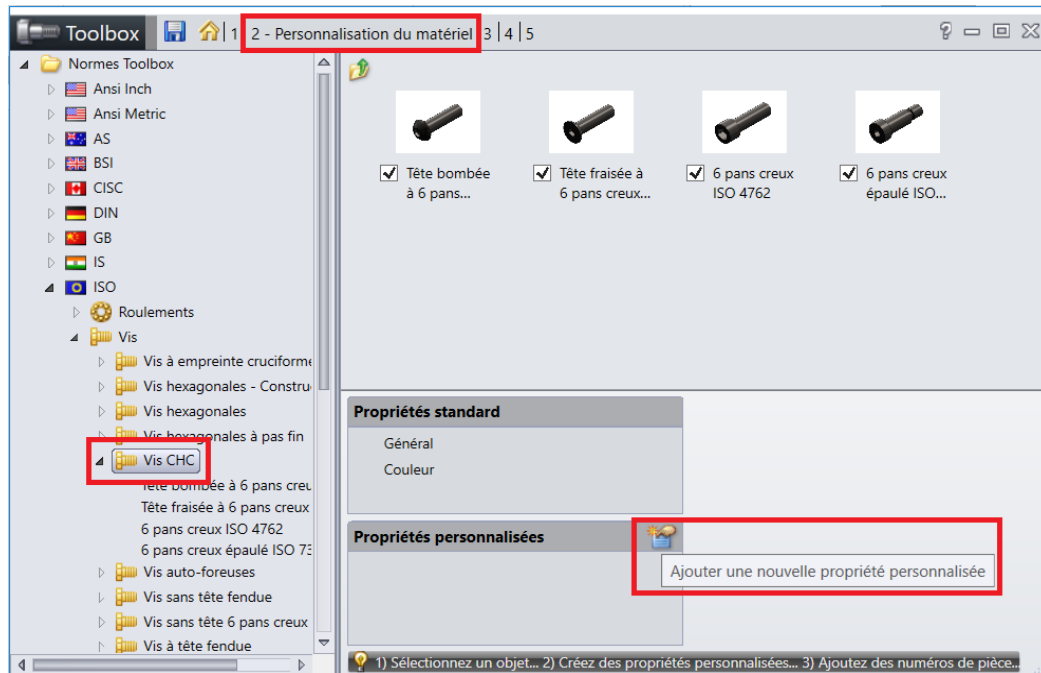 Toolbox 1 2 - Personnalisation du matériel 3 | 4 | 5
Normes Toolbox
Ansi Inch
Ansi Metric
AS
BSI
CISC
DIN
GB
IS
ISO
Roulements
Vis
Vis à empreinte cruciforme
Vis hexagonales - Constru
Vis hexagonales
Vis hexagonales à pas fin
Vis CHC
Tête bombée à 6 pans creu
Tête fraisée à 6 pans creux
6 pans creux ISO 4762
6 pans creux épaulé ISO 73
Vis auto-foreuses
Vis sans tête fendue
Vis sans tête 6 pans creux
Vis à tête fendue
Tête bombée
à 6 pans...
Tête fraisée à
6 pans creux...
6 pans creux
ISO 4762
6 pans creux
épaulé ISO...
Propriétés standard
Général
Couleur
Propriétés personnalisées
Ajouter une nouvelle propriété personnalisée
1) Sélectionnez un objet... 2) Créez des propriétés personnalisées... 3) Ajoutez des numéros de pièce...